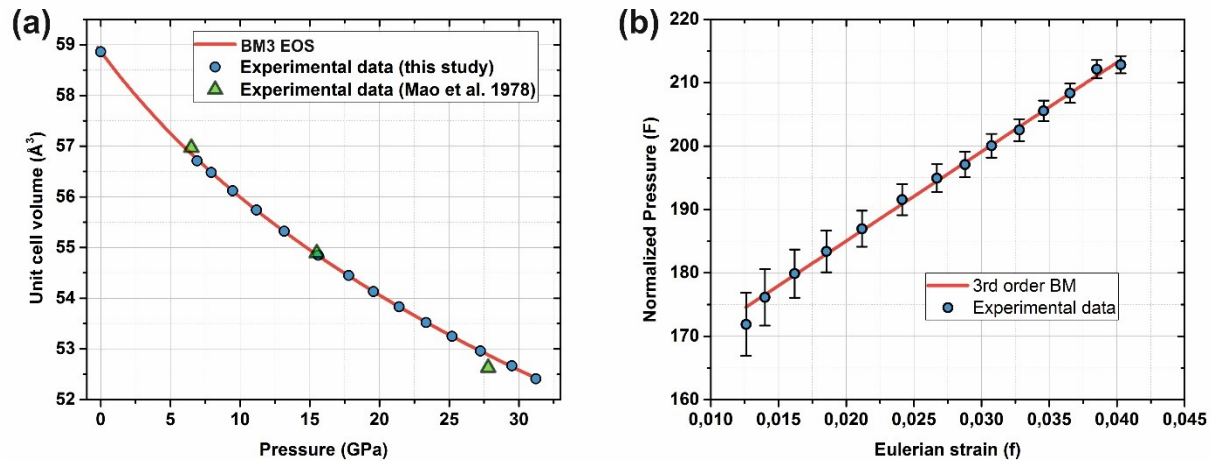 (a)
BM3 EOS
Experimental data (this study)
Experimental data (Mao et al. 1978)
59
58
57
56
55
54
53
52
0
5
10
15
20
25
30
Unit cell volume (Å³)
Pressure (GPa)
(b)
220
210
200
190
180
170
160
3rd order BM
Experimental data
0,010
0,015
0,020
0,025
0,030
0,035
0,040
0,045
Normalized Pressure (F)
Eulerian strain (f)